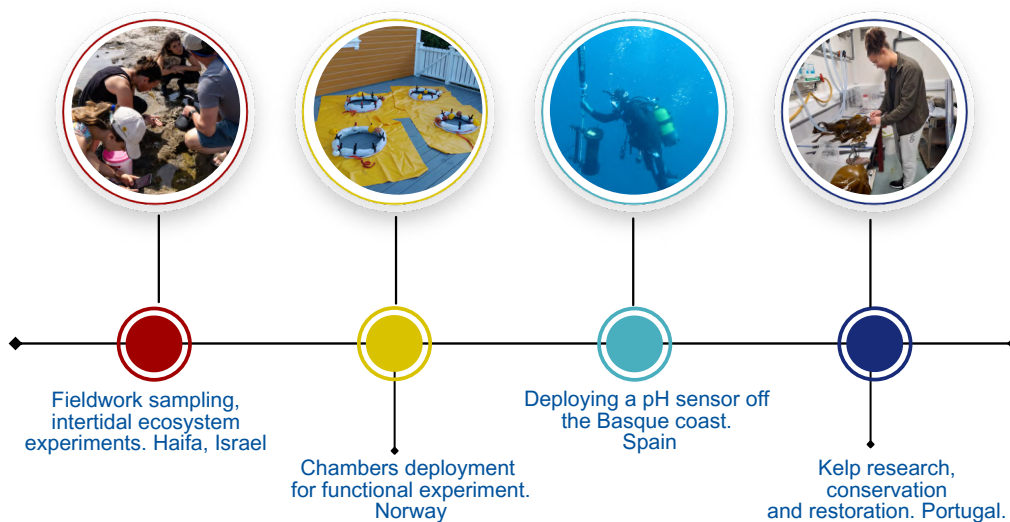 Fieldwork sampling,
intertidal ecosystem
experiments. Haifa, Israel
Chambers deployment
for functional experiment.
Norway
Deploying a pH sensor off
the Basque coast.
Spain
Kelp research,
conservation
and restoration. Portugal.